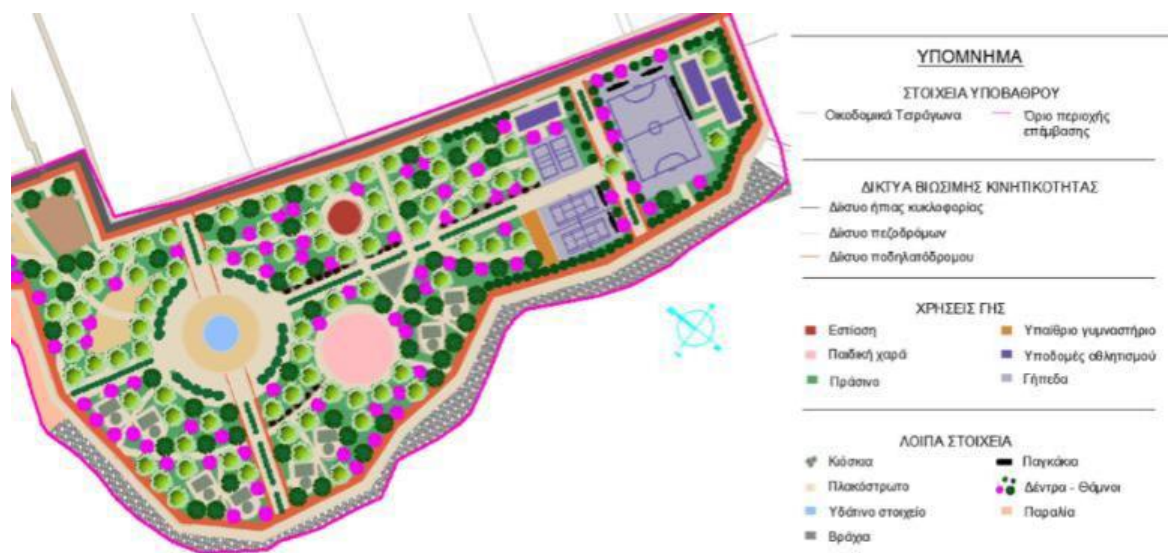 ΥΠΟΜΝΗΜΑ
ΣΤΟΙΧΕΙΑ ΥΠΟΒΑΘΡΟΥ
Οικοδομικά Τετράγωνα
Όριο περιοχής
επέμβασης
ΔΙΚΤΥΑ ΒΙΩΣΙΜΗΣ ΚΙΝΗΤΙΚΟΤΗΤΑΣ
Δίκτυο ήπιας κυκλοφορίας
Δίκτυο πεζοδρόμων
Δίκτυο ποδηλατόδρομου
ΧΡΗΣΕΙΣ ΓΗΣ
Εστίαση
Υπαίθριο γυμναστήριο
Παιδική χαρά
Υποδομές αθλητισμού
Πράσινο
Γήπεδα
ΛΟΙΠΑ ΣΤΟΙΧΕΙΑ
Κιόσκια
Παγκάκια
Πλακόστρωτο
Δέντρα - Θάμνοι
Υδάτινο στοιχείο
Παραλία
Βράχια